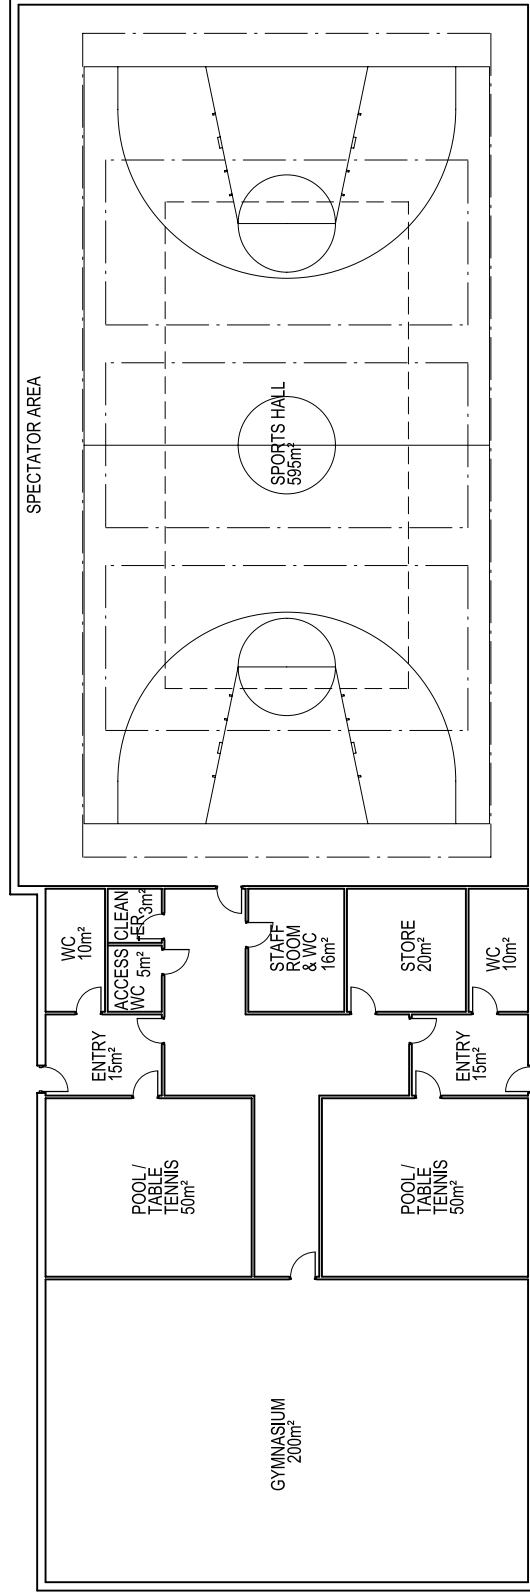 SPECTATOR AREA
SPORTS HALL
595m²
WC
10m²
CLEAN
ER 3m²
ACCESS
WC 5m²
STAFF
ROOM
& WC
16m²
STORE
20m²
WC
10m²
ENTRY
15m²
ENTRY
15m²
POOL /
TABLE
TENNIS
50m²
POOL /
TABLE
TENNIS
50m²
GYMNASIUM
200m²